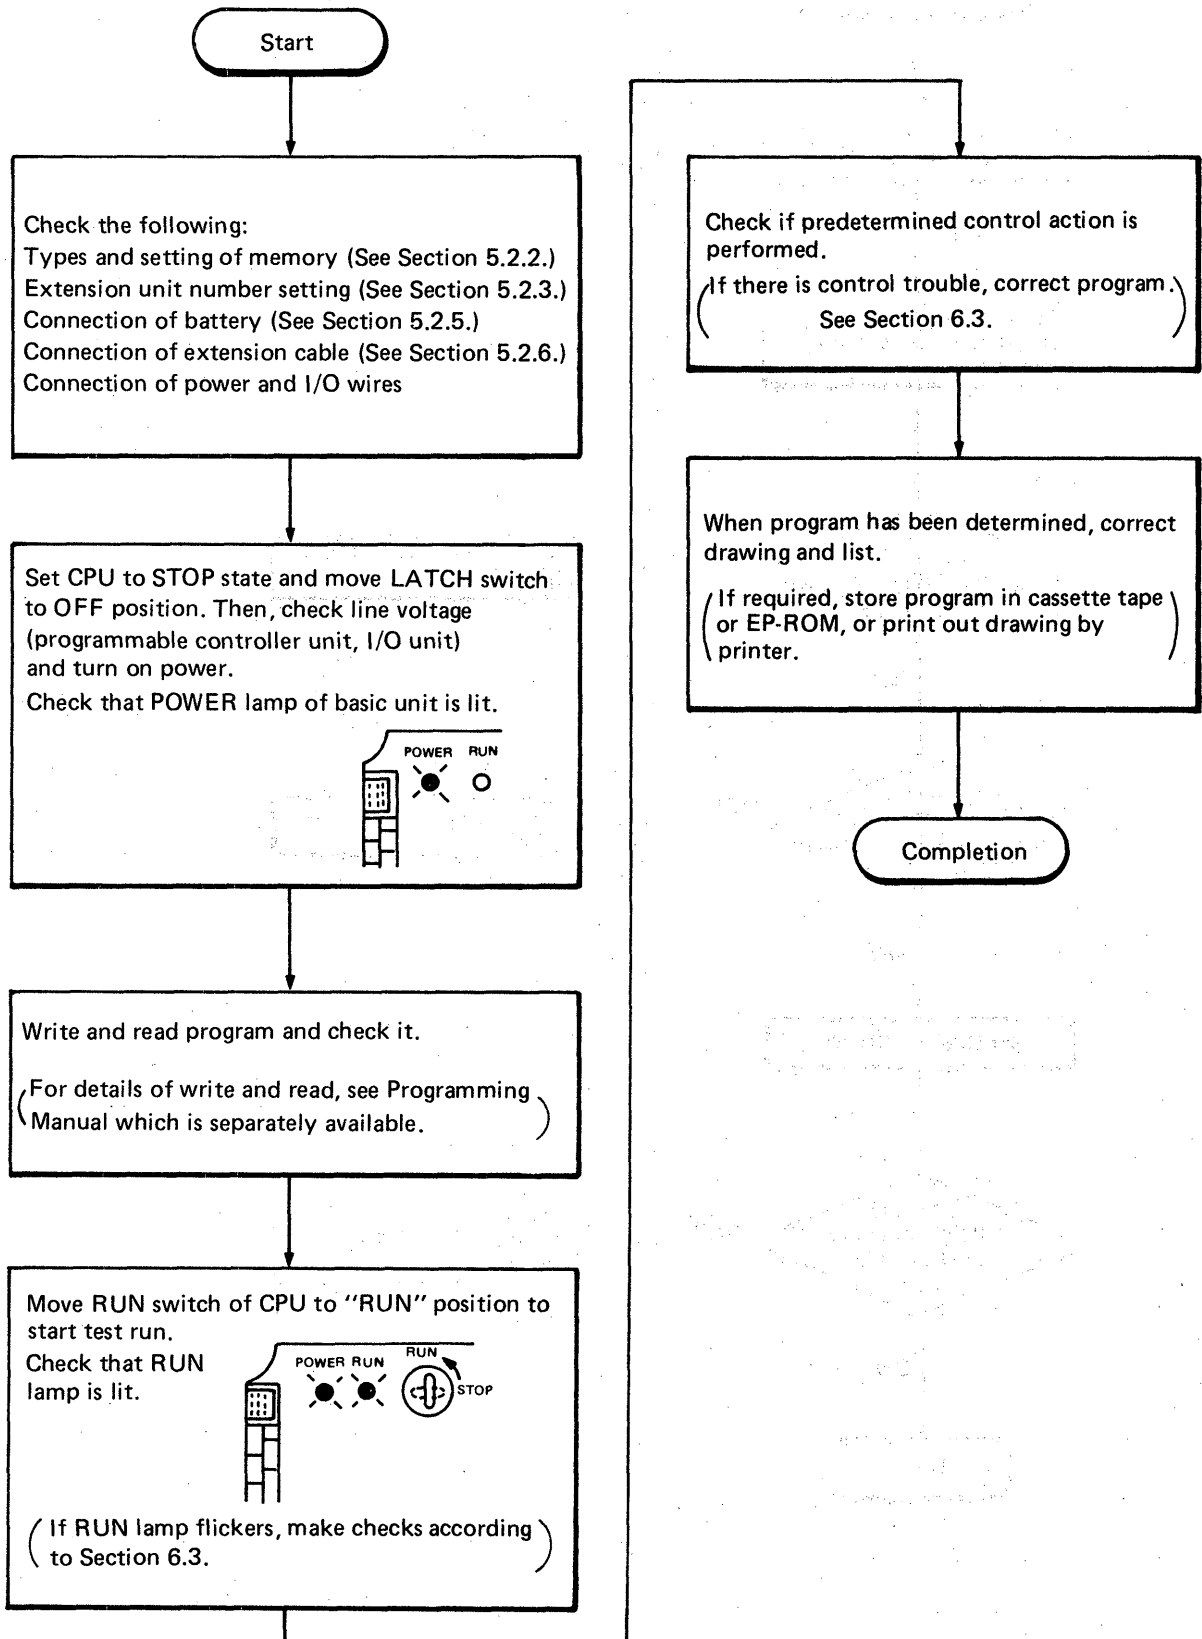 Start
Check the following:
Types and setting of memory (See Section 5.2.2.)
Extension unit number setting (See Section 5.2.3.)
Connection of battery (See Section 5.2.5.)
Connection of extension cable (See Section 5.2.6.)
Connection of power and I/O wires
Set CPU to STOP state and move LATCH switch
to OFF position. Then, check line voltage
(programmable controller unit, I/O unit)
and turn on power.
Check that POWER lamp of basic unit is lit.
POWER RUN
Write and read program and check it.
(For details of write and read, see Programming
Manual which is separately available.)
Move RUN switch of CPU to "RUN" position to
start test run.
Check that RUN
lamp is lit.
POWER RUN
RUN
STOP
(If RUN lamp flickers, make checks according
to Section 6.3.)
Check if predetermined control action is
performed.
(If there is control trouble, correct program.
See Section 6.3.)
When program has been determined, correct
drawing and list.
(If required, store program in cassette tape
or EP-ROM, or print out drawing by
printer.)
Completion